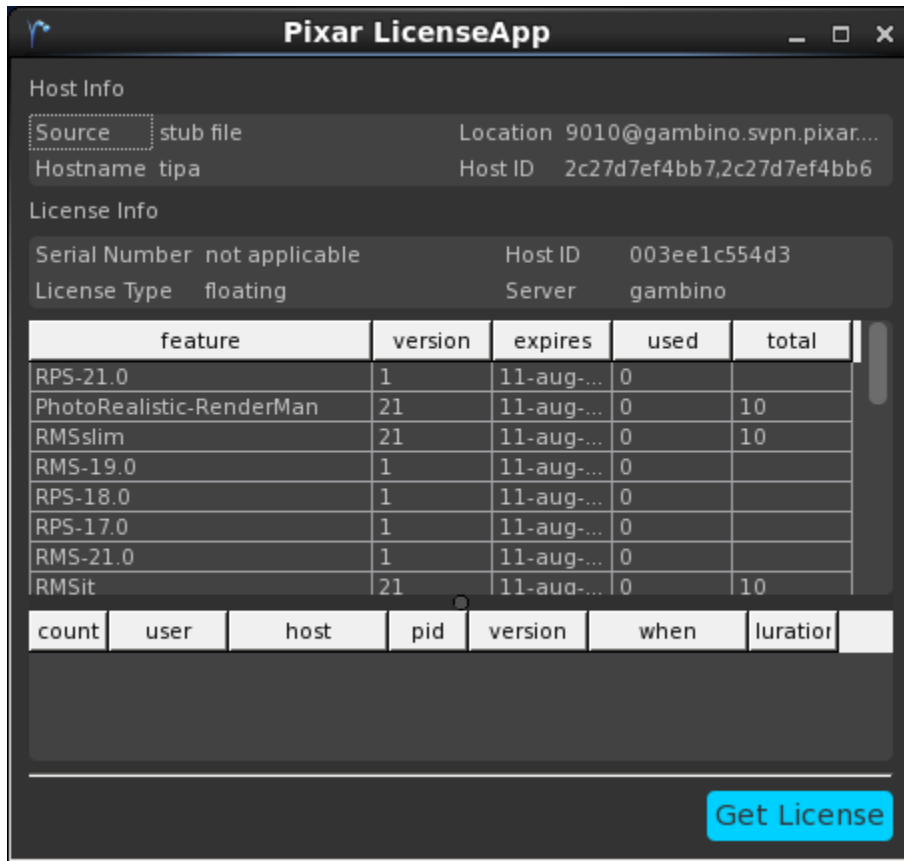 Pixar LicenseApp
Host Info
Source stub file Location 9010@gambino.svpn.pixar....
Hostname tipa Host ID 2c27d7ef4bb7,2c27d7ef4bb6
License Info
Serial Number not applicable Host ID 003ee1c554d3
License Type floating Server gambino
feature version expires used total
RPS-21.0 1 11-aug-... 0
PhotoRealistic-RenderMan 21 11-aug-... 0 10
RMSslim 21 11-aug-... 0 10
RMS-19.0 1 11-aug-... 0
RPS-18.0 1 11-aug-... 0
RPS-17.0 1 11-aug-... 0
RMS-21.0 1 11-aug-... 0
RMSit 21 11-aug-... 0 10
count user host pid version when luration
Get License